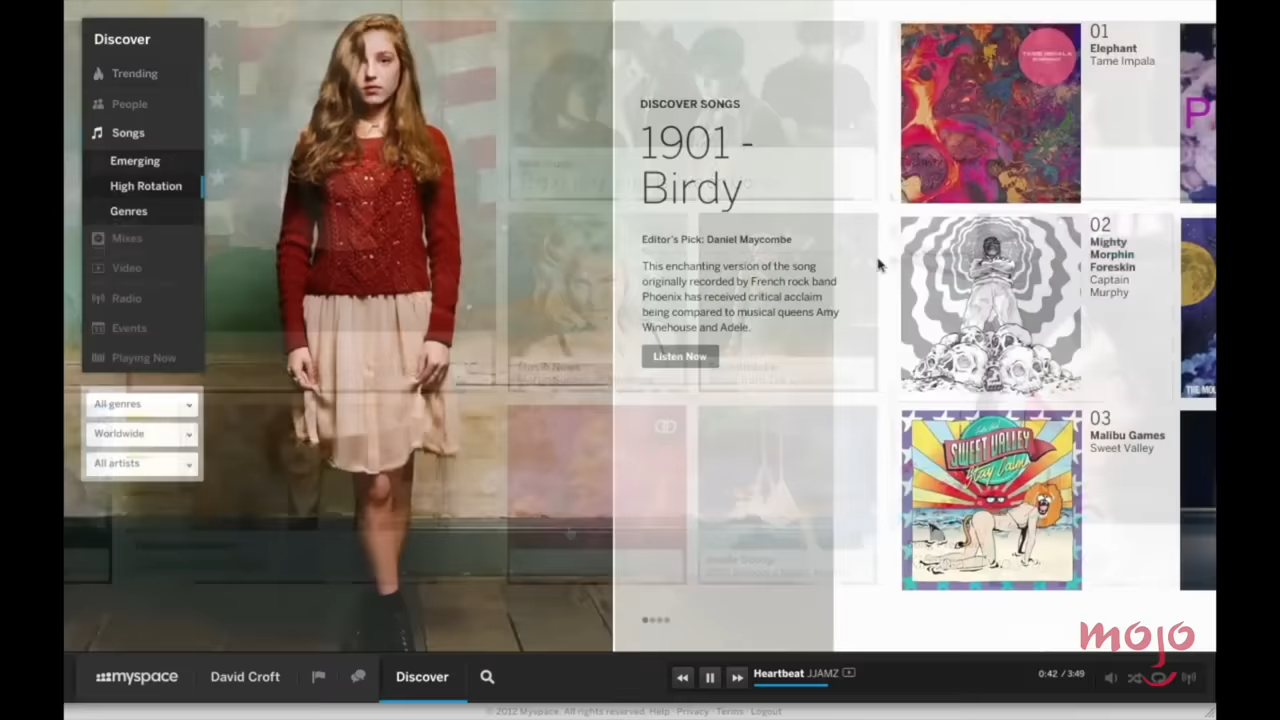 Discover
Trending
People
Songs
Emerging
High Rotation
Genres
Mixes
Video
Radio
Events
Playing Now
All genres
Worldwide
All artists
DISCOVER SONGS
1901 -
Birdy
Editor's Pick: Daniel Maycombe
This enchanting version of the song
originally recorded by French rock band
Phoenix has received critical acclaim
being compared to musical queens Amy
Winehouse and Adele.
Listen Now
01
Elephant
Tame Impala
TAME IMPALA
P
02
Mighty
Morphin
Foreskin
Captain
Murphy
THE MOU
03
Malibu Games
Sweet Valley
SWEET VALLEY
Stay Calm
mojo
myspace
David Croft
Discover
Heartbeat JJAMZ
0:42 / 3:49
© 2012 Myspace. All rights reserved. Help · Privacy · Terms · Logout